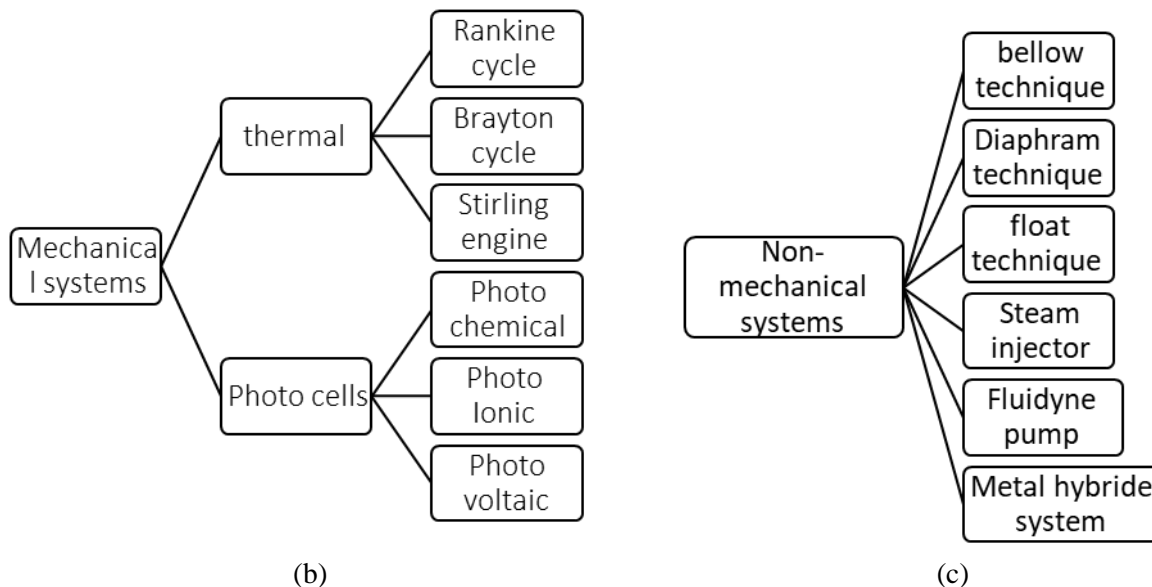 Mechanica
l systems
thermal
Photo cells
Rankine
cycle
Brayton
cycle
Stirling
engine
Photo
chemical
Photo
Ionic
Photo
voltaic
(b)
Non-
mechanical
systems
bellow
technique
Diaphram
technique
float
technique
Steam
injector
Fluidyne
pump
Metal hybride
system
(c)